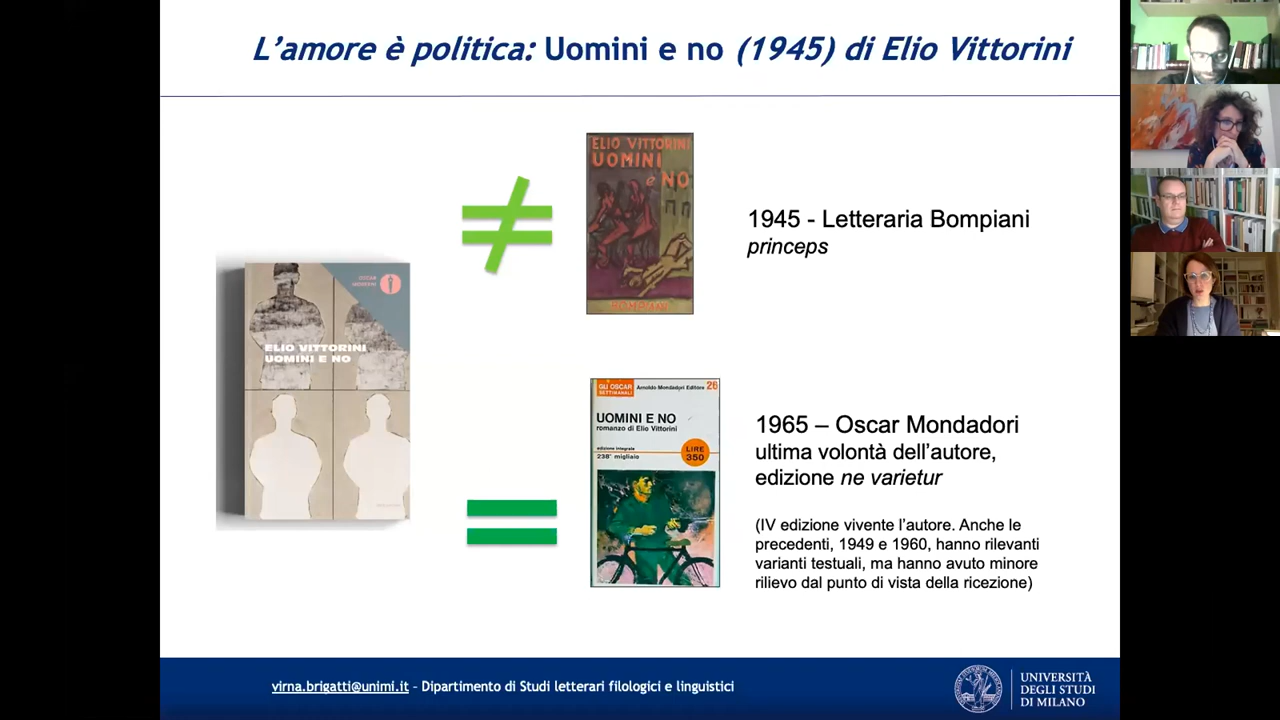 L'amore è politica: Uomini e no (1945) di Elio Vittorini
ELIO VITTORINI
UOMINI
e NO
BOMPIANI
1945 - Letteraria Bompiani
princeps
OSCAR
ELIO VITTORINI
UOMINI E NO
GLI OSCAR
SETTIMANALI
Arnoldo Mondadori Editore 26
UOMINI E NO
romanzo di Elio Vittorini
edizione integrale
238° migliaio
LIRE
350
1965 – Oscar Mondadori
ultima volontà dell'autore,
edizione ne varietur
(IV edizione vivente l'autore. Anche le
precedenti, 1949 e 1960, hanno rilevanti
varianti testuali, ma hanno avuto minore
rilievo dal punto di vista della ricezione)
virna.brigatti@unimi.it – Dipartimento di Studi letterari filologici e linguistici
UNIVERSITÀ
DEGLI STUDI
DI MILANO